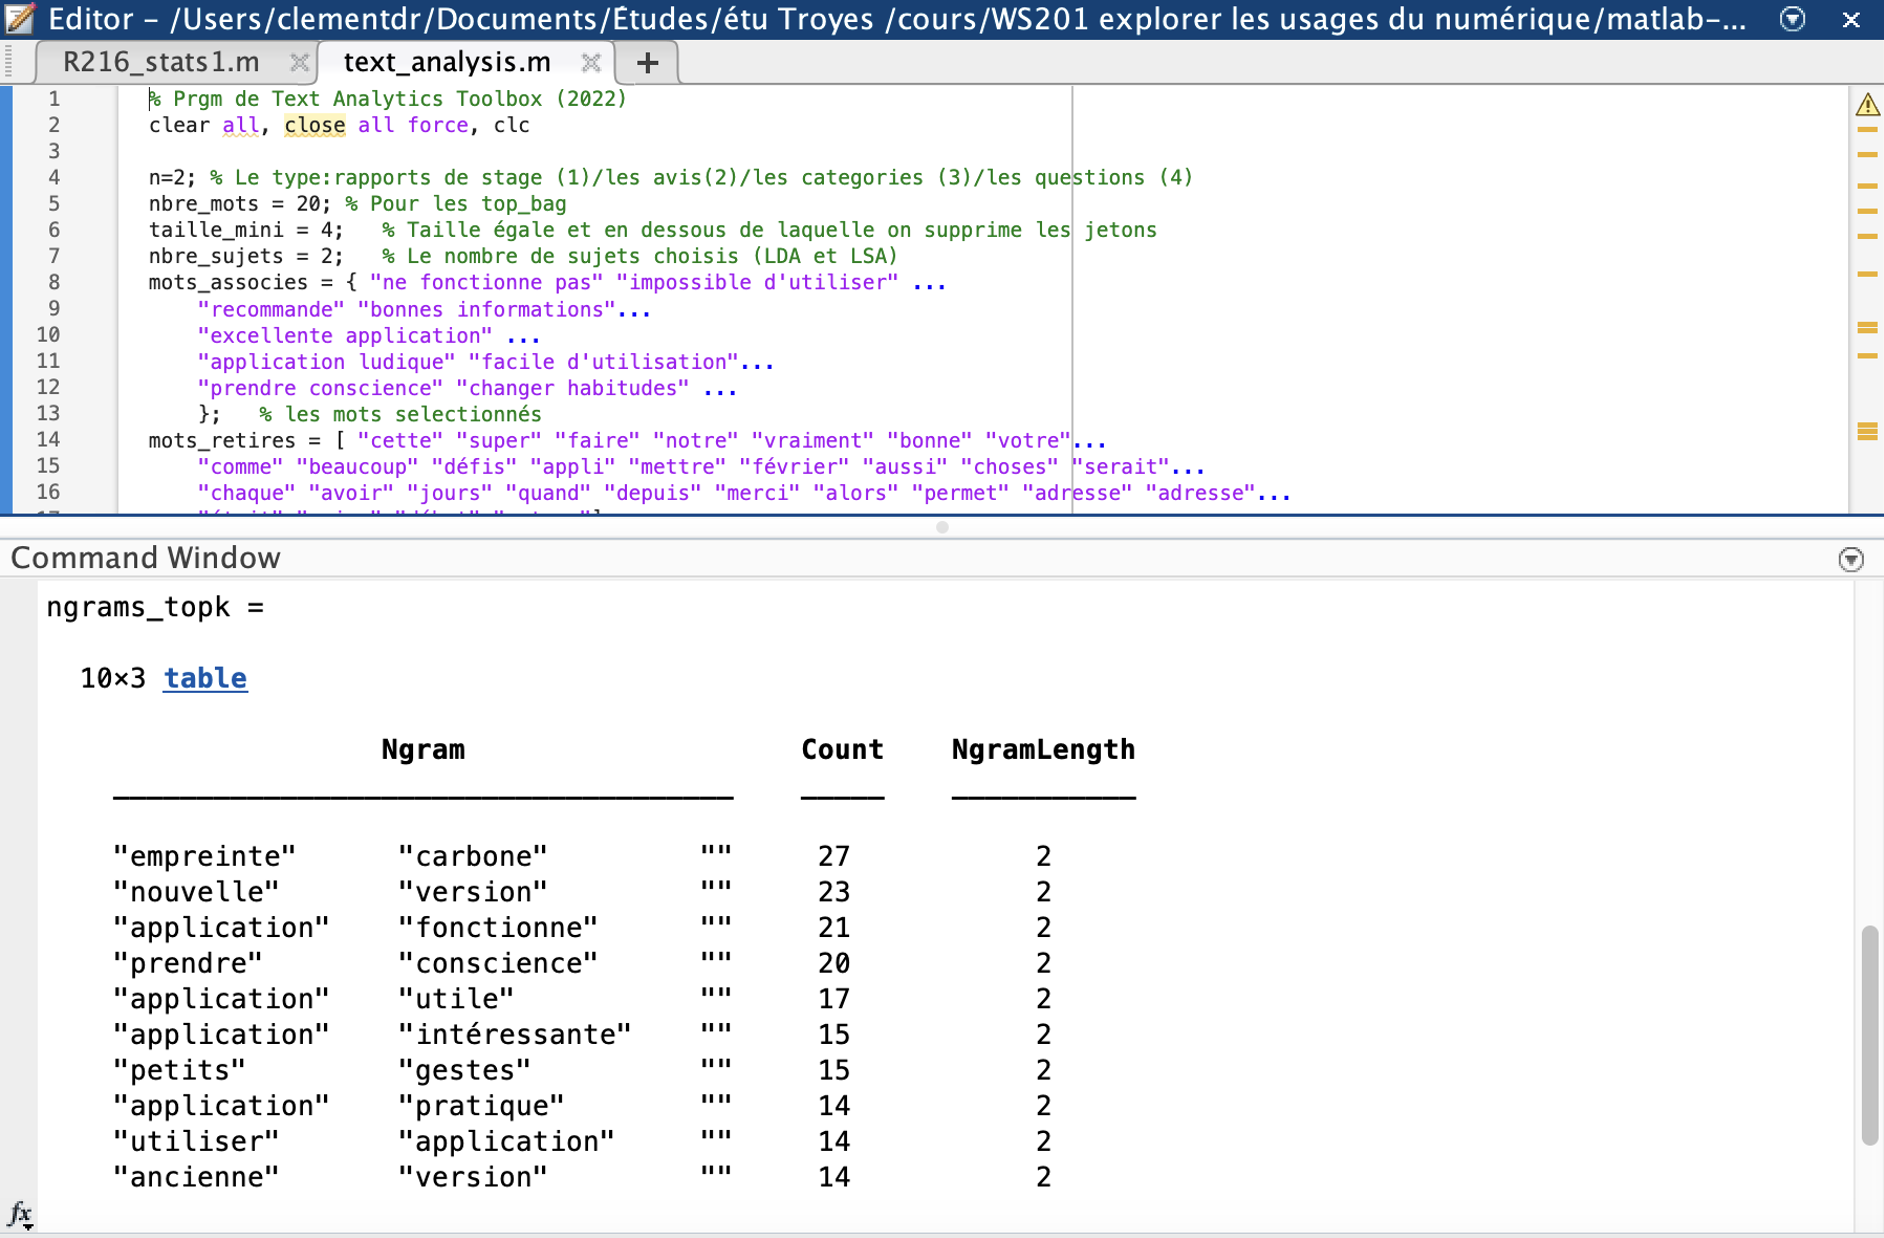 Editor – /Users/clementdr/Documents/Études/étu Troyes /cours/WS201 explorer les usages du numérique/matlab-...
R216_stats1.m
text_analysis.m
1 % Prgm de Text Analytics Toolbox (2022)
2 clear all, close all force, clc
3
4 n=2; % Le type:rapports de stage (1)/les avis(2)/les categories (3)/les questions (4)
5 nbre_mots = 20; % Pour les top_bag
6 taille_mini = 4;   % Taille égale et en dessous de laquelle on supprime les jetons
7 nbre_sujets = 2;   % Le nombre de sujets choisis (LDA et LSA)
8 mots_associes = { "ne fonctionne pas" "impossible d'utiliser" ...
9     "recommande" "bonnes informations"...
10     "excellente application" ...
11     "application ludique" "facile d'utilisation"...
12     "prendre conscience" "changer habitudes" ...
13     };   % les mots selectionnés
14 mots_retires = [ "cette" "super" "faire" "notre" "vraiment" "bonne" "votre"...
15     "comme" "beaucoup" "défis" "appli" "mettre" "février" "aussi" "choses" "serait"...
16     "chaque" "avoir" "jours" "quand" "depuis" "merci" "alors" "permet" "adresse" "adresse"...
Command Window
ngrams_topk =
10×3 table
Ngram Count NgramLength
"empreinte" "carbone" "" 27 2
"nouvelle" "version" "" 23 2
"application" "fonctionne" "" 21 2
"prendre" "conscience" "" 20 2
"application" "utile" "" 17 2
"application" "intéressante" "" 15 2
"petits" "gestes" "" 15 2
"application" "pratique" "" 14 2
"utiliser" "application" "" 14 2
"ancienne" "version" "" 14 2
fx